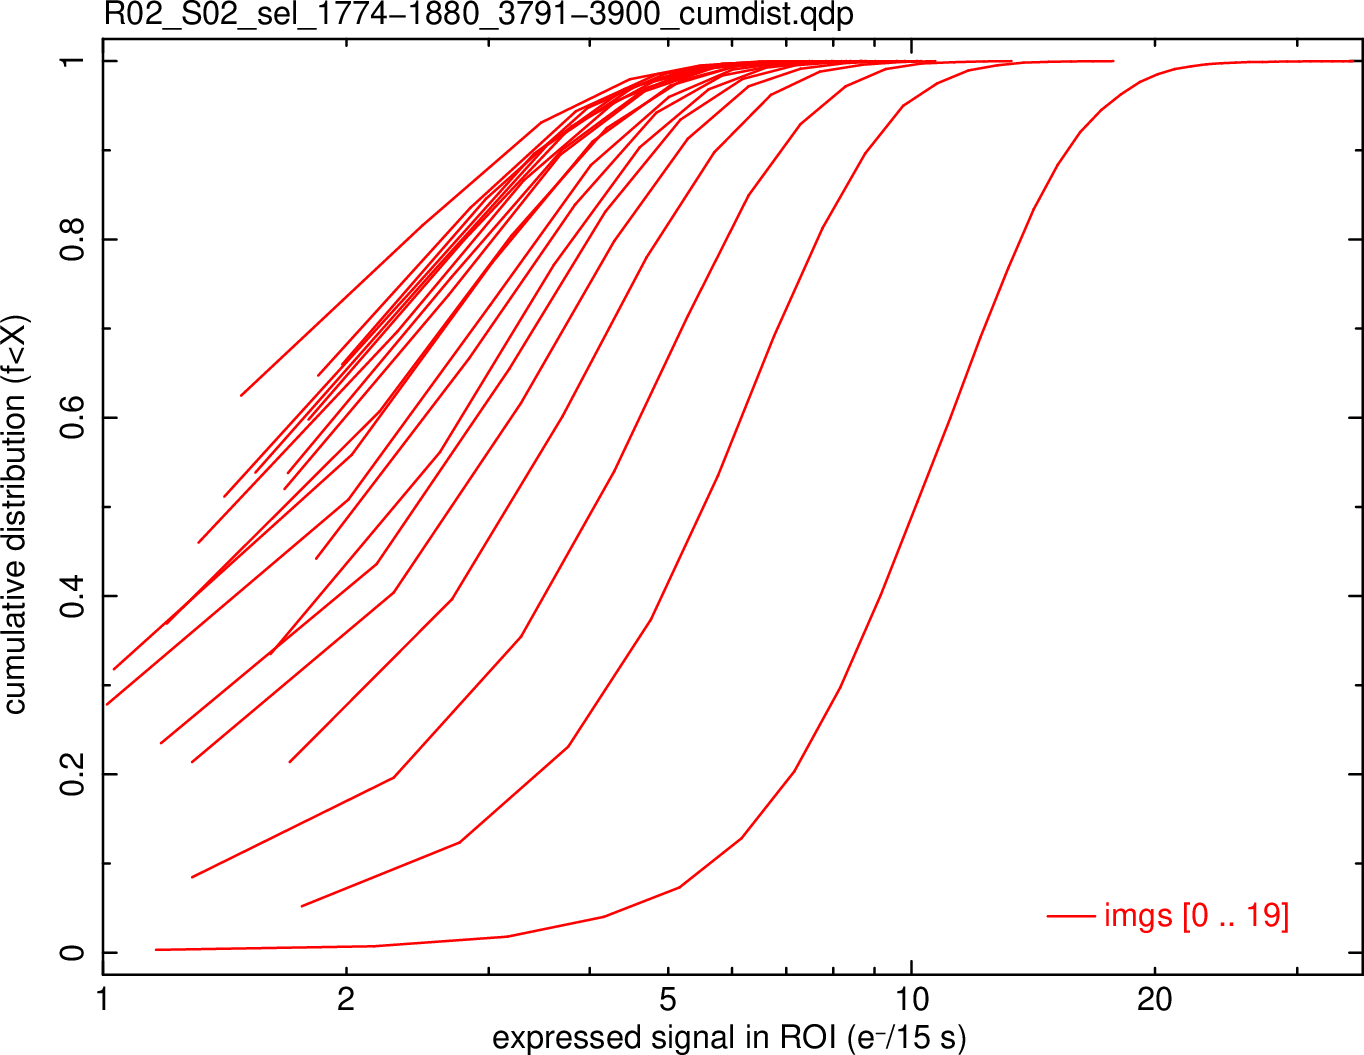 R02_S02_sel_1774−1880_3791−3900_cumdist.qdp
1
0.8
0.6
0.4
0.2
0
cumulative distribution (f<X)
imgs [0 .. 19]
1 2 5 10 20
expressed signal in ROI (e⁻/15 s)